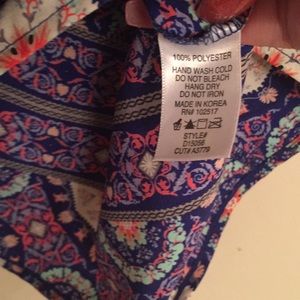 100% POLYESTER
HAND WASH COLD
DO NOT BLEACH
HANG DRY
DO NOT IRON
MADE IN KOREA
RN# 102517
STYLE#
D15056
CUT# A5779